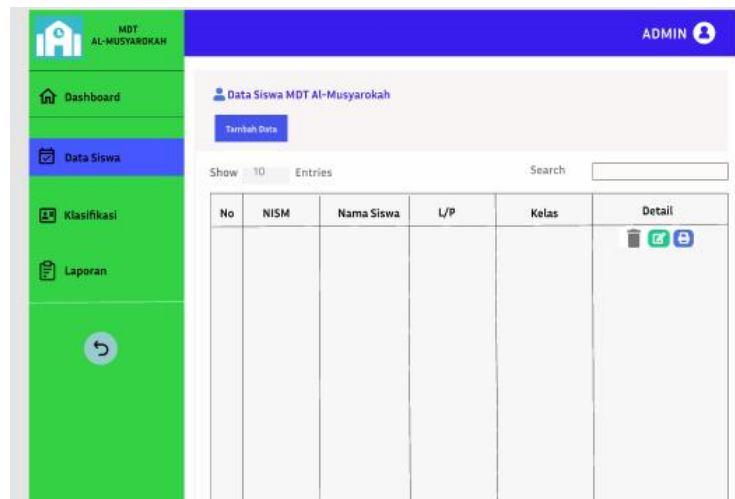 MDT
AL-MUSYAROKAH
ADMIN
Dashboard
Data Siswa MDT Al-Musyarokah
Tambah Data
Data Siswa
Show 10 Entries
Search
Klasifikasi
No NISM Nama Siswa L/P Kelas Detail
Laporan